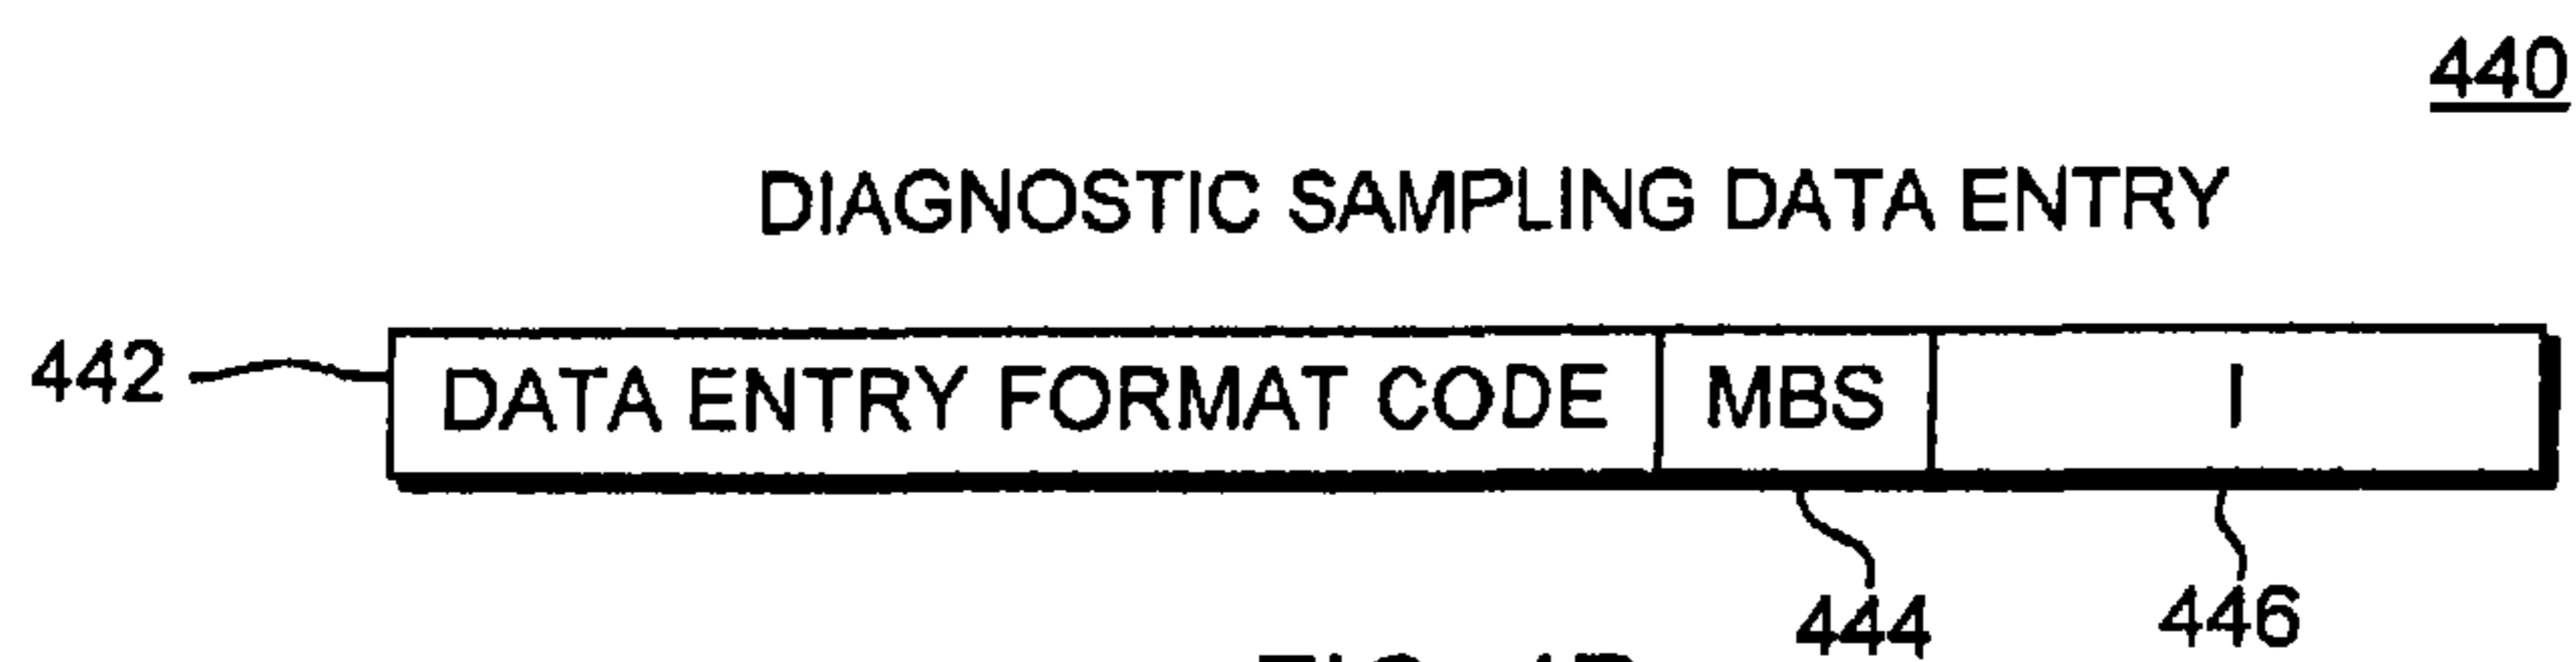 440
DIAGNOSTIC SAMPLING DATA ENTRY
442 DATA ENTRY FORMAT CODE MBS I
444 446